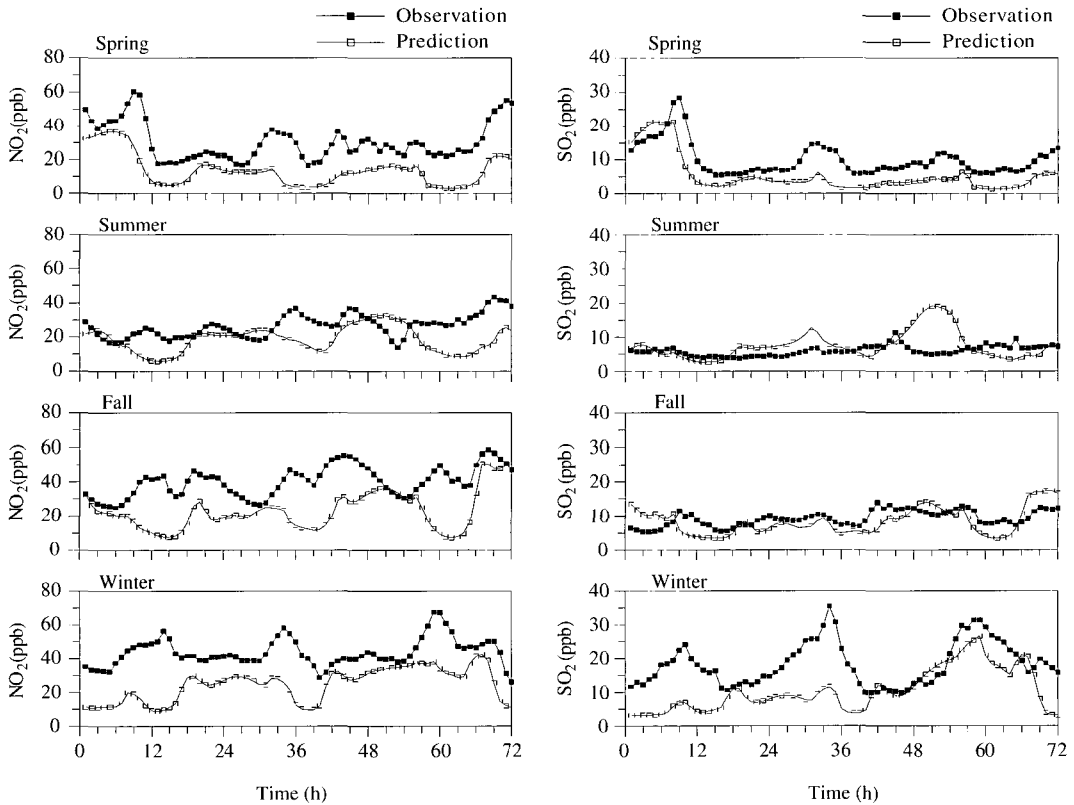 Observation
Prediction
Spring
80
60
40
20
0
NO₂(ppb)
Summer
80
60
40
20
0
NO₂(ppb)
Fall
80
60
40
20
0
NO₂(ppb)
Winter
80
60
40
20
0
NO₂(ppb)
0 12 24 36 48 60 72
Time (h)
Observation
Prediction
Spring
40
30
20
10
0
SO₂(ppb)
Summer
40
30
20
10
0
SO₂(ppb)
Fall
40
30
20
10
0
SO₂(ppb)
Winter
40
30
20
10
0
SO₂(ppb)
0 12 24 36 48 60 72
Time (h)